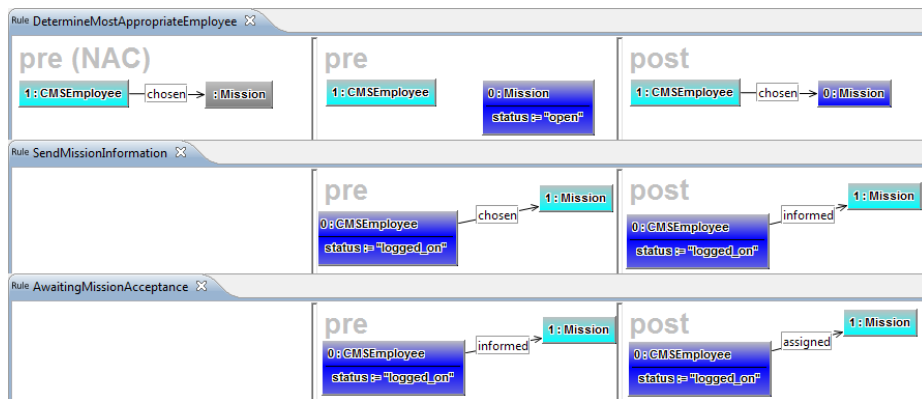 Rule DetermineMostAppropriateEmployee
pre (NAC)
pre
post
1 : CMSEmployee
chosen
: Mission
1 : CMSEmployee
0 : Mission
status := "open"
1 : CMSEmployee
chosen
0 : Mission
Rule SendMissionInformation
pre
post
0 : CMSEmployee
status := "logged_on"
chosen
1 : Mission
0 : CMSEmployee
status := "logged_on"
informed
1 : Mission
Rule AwaitingMissionAcceptance
pre
post
0 : CMSEmployee
status := "logged_on"
informed
1 : Mission
0 : CMSEmployee
status := "logged_on"
assigned
1 : Mission